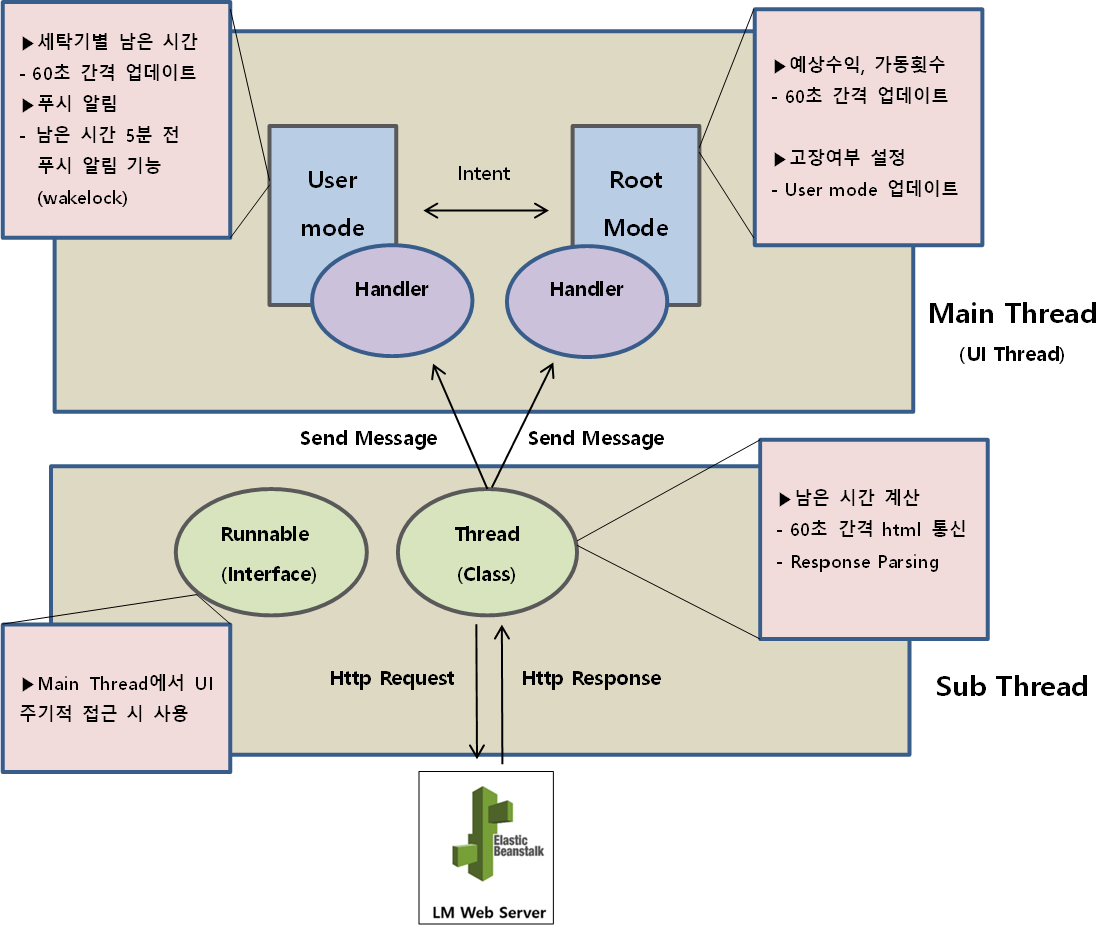 ▶세탁기별 남은 시간
- 60초 간격 업데이트
▶푸시 알림
- 남은 시간 5분 전
푸시 알림 기능
(wakelock)
▶예상수익, 가동횟수
- 60초 간격 업데이트
▶고장여부 설정
- User mode 업데이트
User
mode
Intent
Root
Mode
Handler
Handler
Main Thread
(UI Thread)
Send Message
Send Message
▶남은 시간 계산
- 60초 간격 html 통신
- Response Parsing
Runnable
(Interface)
Thread
(Class)
▶Main Thread에서 UI
주기적 접근 시 사용
Http Request
Http Response
Sub Thread
Elastic
Beanstalk
LM Web Server